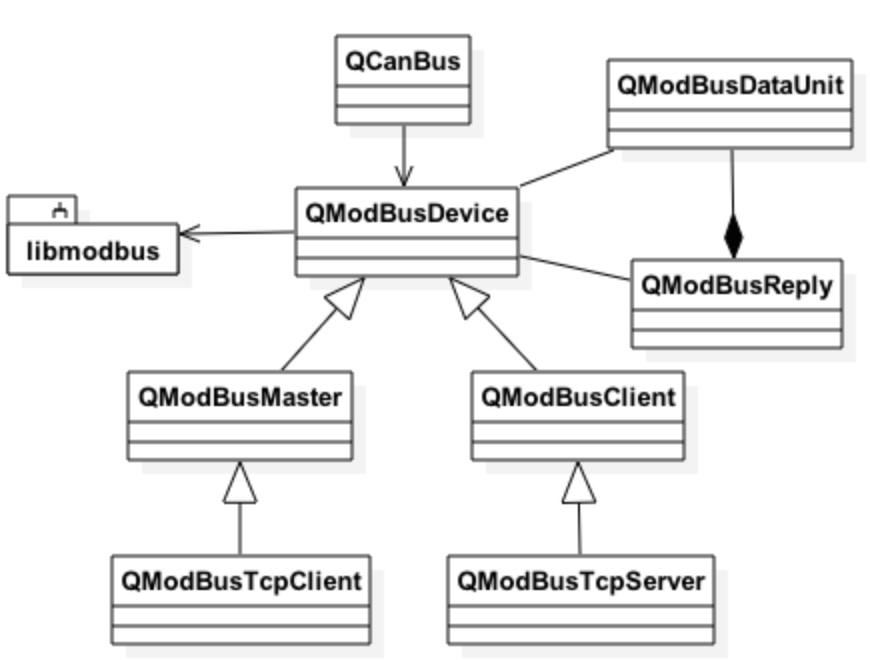 QCanBus
QModBusDataUnit
QModBusDevice
libmodbus
QModBusReply
QModBusMaster
QModBusClient
QModBusTcpClient
QModBusTcpServer